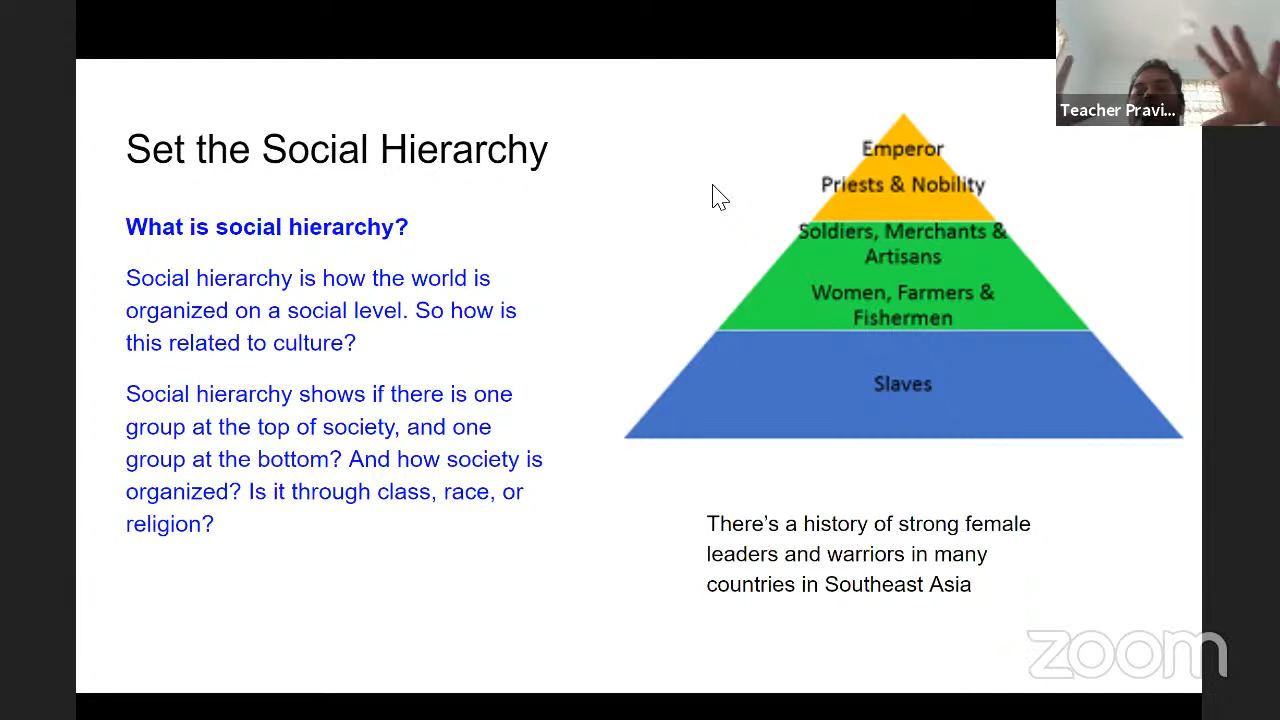 Set the Social Hierarchy
What is social hierarchy?
Social hierarchy is how the world is
organized on a social level. So how is
this related to culture?
Social hierarchy shows if there is one
group at the top of society, and one
group at the bottom? And how society is
organized? Is it through class, race, or
religion?
Emperor
Priests & Nobility
Soldiers, Merchants &
Artisans
Women, Farmers &
Fishermen
Slaves
There's a history of strong female
leaders and warriors in many
countries in Southeast Asia
Teacher Pravi...
zoom